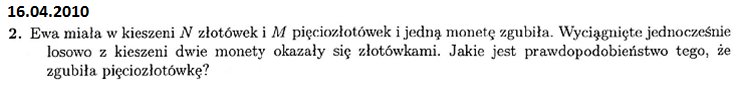 16.04.2010
2. Ewa miała w kieszeni N złotówek i M pięciozłotówek i jedną monetę zgubiła. Wyciągnięte jednocześnie
losowo z kieszeni dwie monety okazały się złotówkami. Jakie jest prawdopodobieństwo tego, że
zgubiła pięciozłotówkę?